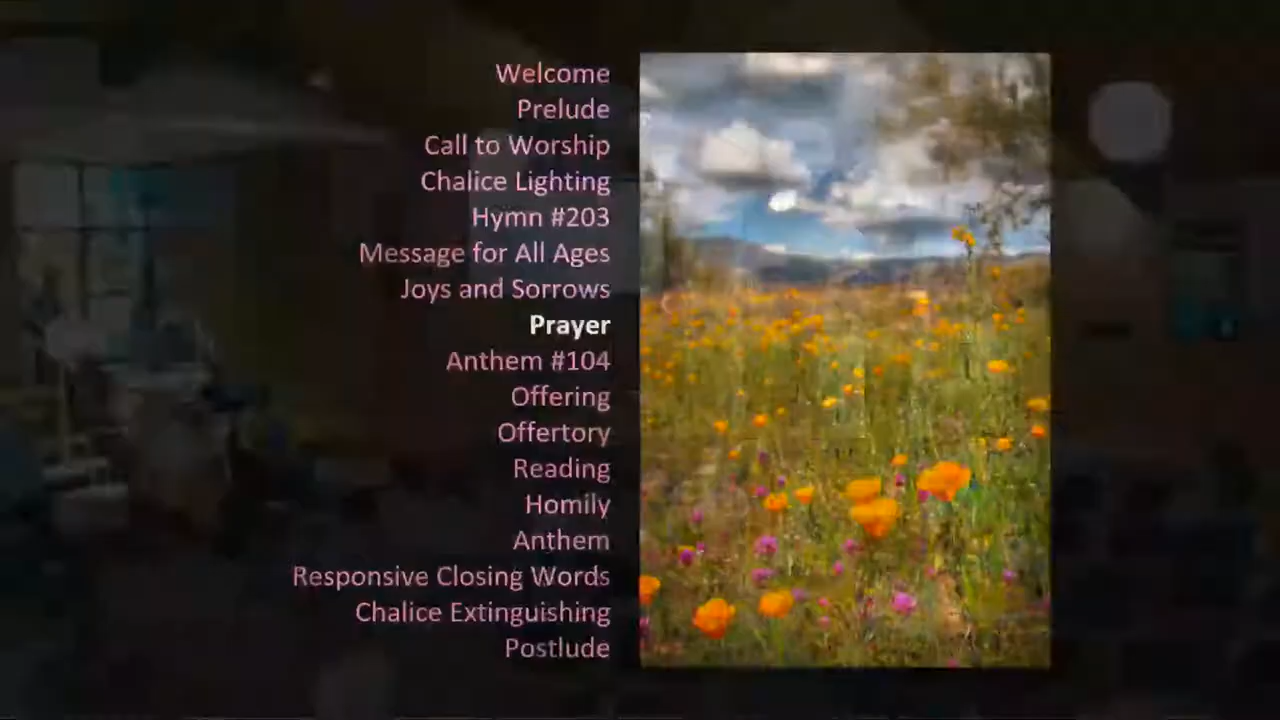 Welcome
Prelude
Call to Worship
Chalice Lighting
Hymn #203
Message for All Ages
Joys and Sorrows
Prayer
Anthem #104
Offering
Offertory
Reading
Homily
Anthem
Responsive Closing Words
Chalice Extinguishing
Postlude